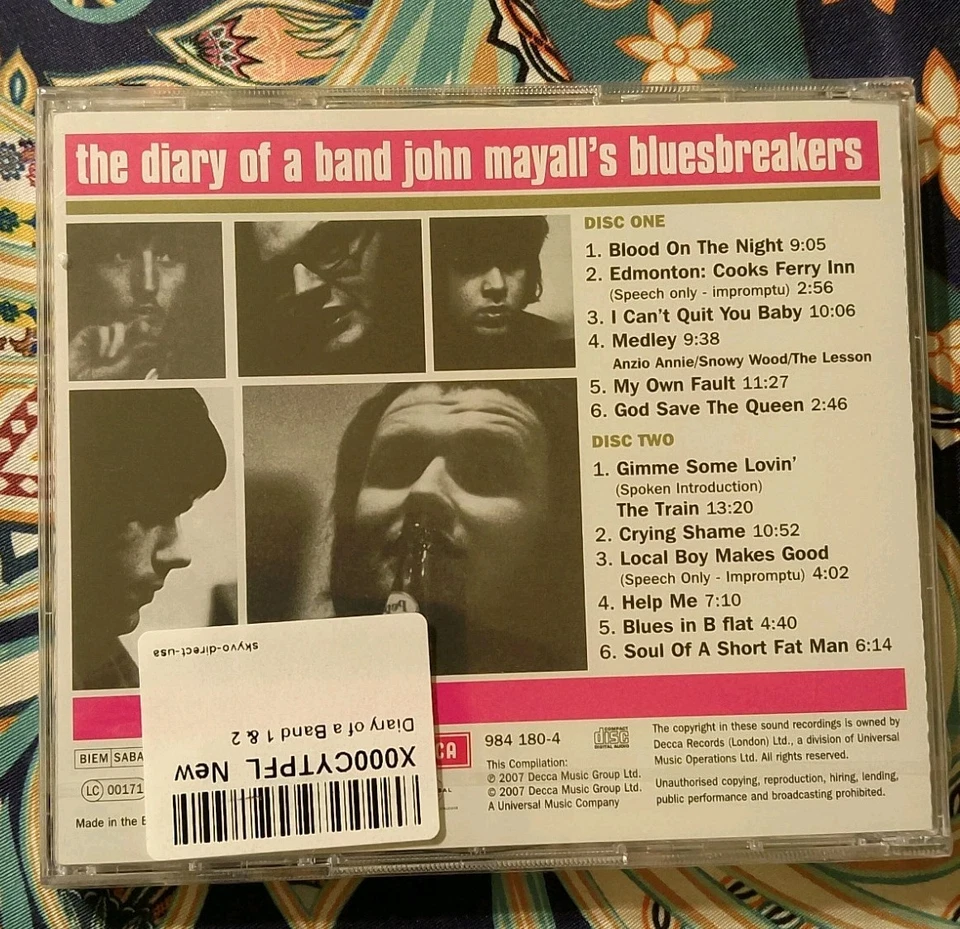 the diary of a band john mayall's bluesbreakers
DISC ONE
1. Blood On The Night 9:05
2. Edmonton: Cooks Ferry Inn
(Speech only - impromptu) 2:56
3. I Can't Quit You Baby 10:06
4. Medley 9:38
Anzio Annie/Snowy Wood/The Lesson
5. My Own Fault 11:27
6. God Save The Queen 2:46
DISC TWO
1. Gimme Some Lovin'
(Spoken Introduction)
The Train 13:20
2. Crying Shame 10:52
3. Local Boy Makes Good
(Speech Only - Impromptu) 4:02
4. Help Me 7:10
5. Blues in B flat 4:40
6. Soul Of A Short Fat Man 6:14
BIEM SABA
LC 00171
Made in the E
X000CYTPFL New
Diary of a Band 1 & 2
skyvo-direct-usa
CA
984 180-4
COMPACT
disc
DIGITAL AUDIO
This Compilation:
℗ 2007 Decca Music Group Ltd.
© 2007 Decca Music Group Ltd.
A Universal Music Company
The copyright in these sound recordings is owned by
Decca Records (London) Ltd., a division of Universal
Music Operations Ltd. All rights reserved.
Unauthorised copying, reproduction, hiring, lending,
public performance and broadcasting prohibited.